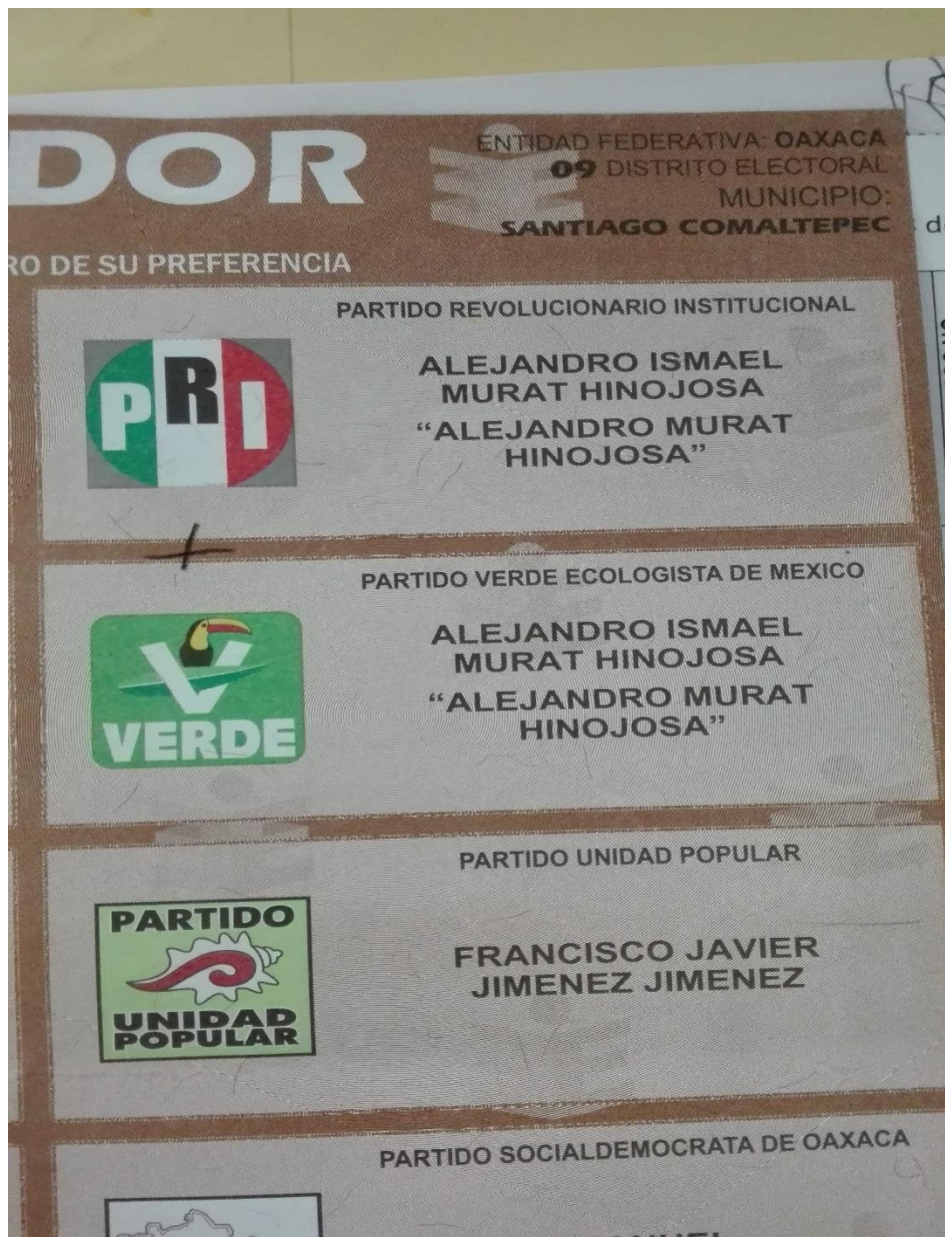 DOR
ENTIDAD FEDERATIVA: OAXACA
09 DISTRITO ELECTORAL
MUNICIPIO:
SANTIAGO COMALTEPEC
RO DE SU PREFERENCIA
PARTIDO REVOLUCIONARIO INSTITUCIONAL
PRI
ALEJANDRO ISMAEL
MURAT HINOJOSA
“ALEJANDRO MURAT
HINOJOSA”
PARTIDO VERDE ECOLOGISTA DE MEXICO
V
VERDE
ALEJANDRO ISMAEL
MURAT HINOJOSA
“ALEJANDRO MURAT
HINOJOSA”
PARTIDO UNIDAD POPULAR
PARTIDO
UNIDAD
POPULAR
FRANCISCO JAVIER
JIMENEZ JIMENEZ
PARTIDO SOCIALDEMOCRATA DE OAXACA